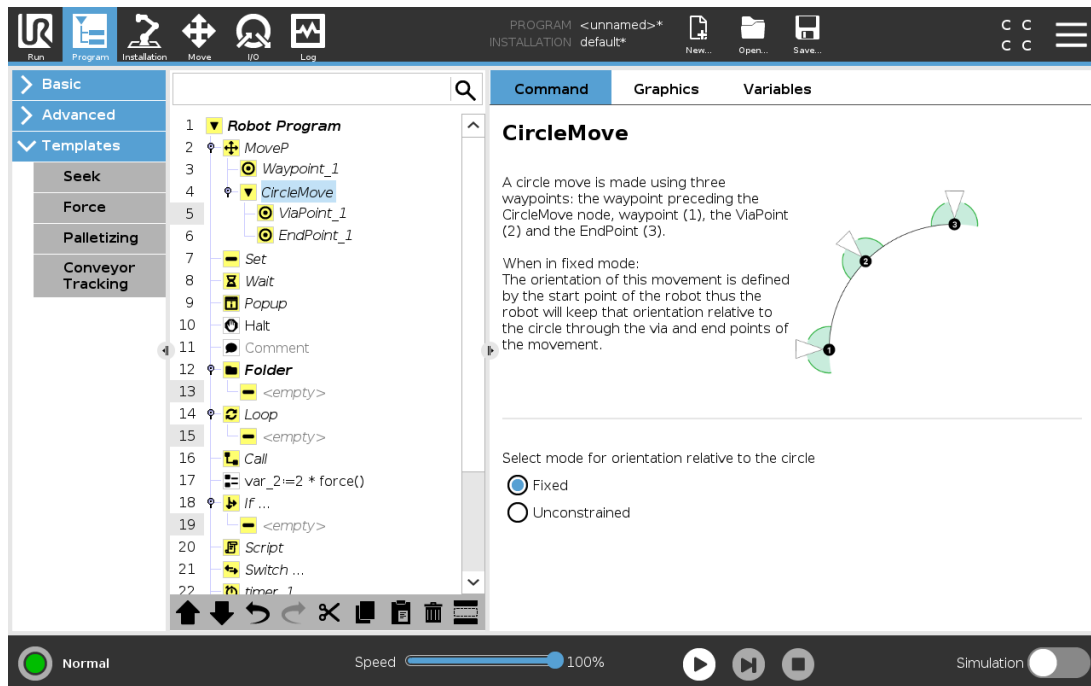 UR
Run
Program
Installation
Move
I/O
Log
PROGRAM <unnamed>*
INSTALLATION default*
New...
Open...
Save...
C C
C C
Basic
Advanced
Templates
Seek
Force
Palletizing
Conveyor
Tracking
1 Robot Program
2 MoveP
3 Waypoint_1
4 CircleMove
5 ViaPoint_1
6 EndPoint_1
7 Set
8 Wait
9 Popup
10 Halt
11 Comment
12 Folder
13 <empty>
14 Loop
15 <empty>
16 Call
17 var_2:=2 * force()
18 If ...
19 <empty>
20 Script
21 Switch ...
22 timer_1
Command Graphics Variables
CircleMove
A circle move is made using three
waypoints: the waypoint preceding the
CircleMove node, waypoint (1), the ViaPoint
(2) and the EndPoint (3).
When in fixed mode:
The orientation of this movement is defined
by the start point of the robot thus the
robot will keep that orientation relative to
the circle through the via and end points of
the movement.
3
2
1
Select mode for orientation relative to the circle
Fixed
Unconstrained
Normal
Speed 100%
Simulation